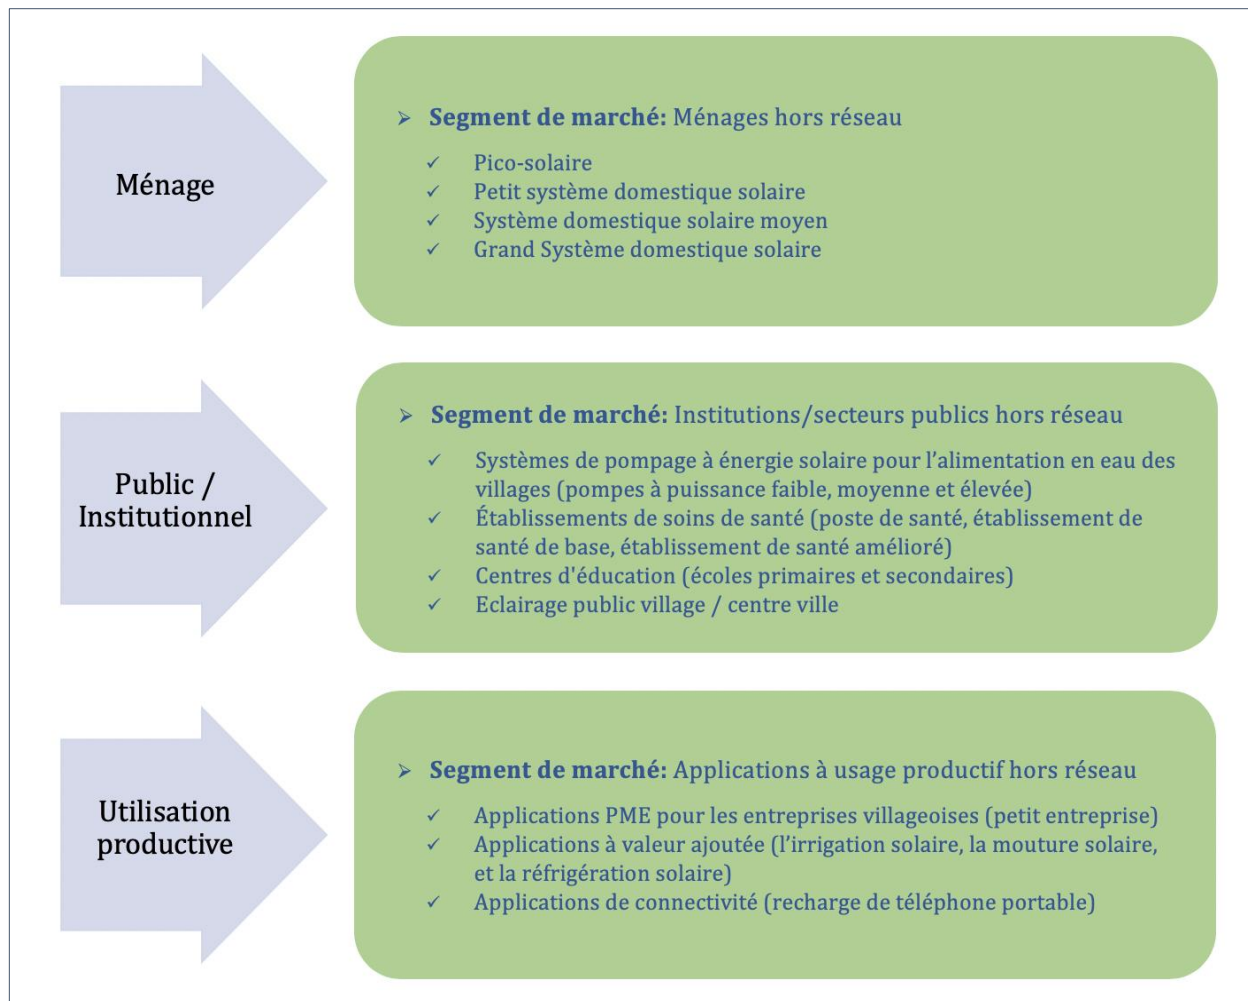 Ménage
➢ Segment de marché: Ménages hors réseau
✓ Pico-solaire
✓ Petit système domestique solaire
✓ Système domestique solaire moyen
✓ Grand Système domestique solaire
Public /
Institutionnel
➢ Segment de marché: Institutions/secteurs publics hors réseau
✓ Systèmes de pompage à énergie solaire pour l’alimentation en eau des
villages (pompes à puissance faible, moyenne et élevée)
✓ Établissements de soins de santé (poste de santé, établissement de
santé de base, établissement de santé amélioré)
✓ Centres d'éducation (écoles primaires et secondaires)
✓ Eclairage public village / centre ville
Utilisation
productive
➢ Segment de marché: Applications à usage productif hors réseau
✓ Applications PME pour les entreprises villageoises (petit entreprise)
✓ Applications à valeur ajoutée (l’irrigation solaire, la mouture solaire,
et la réfrigération solaire)
✓ Applications de connectivité (recharge de téléphone portable)